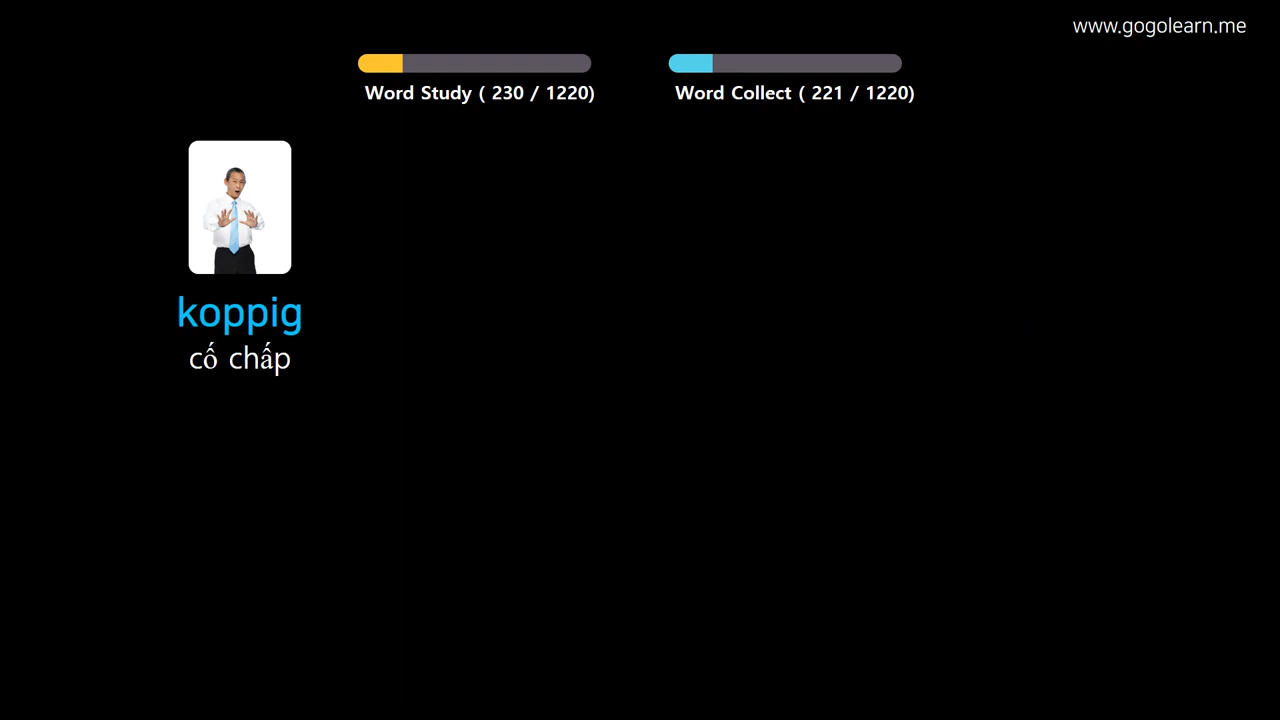 www.gogolearn.me
Word Study ( 230 / 1220)
Word Collect ( 221 / 1220)
koppig
cố chấp